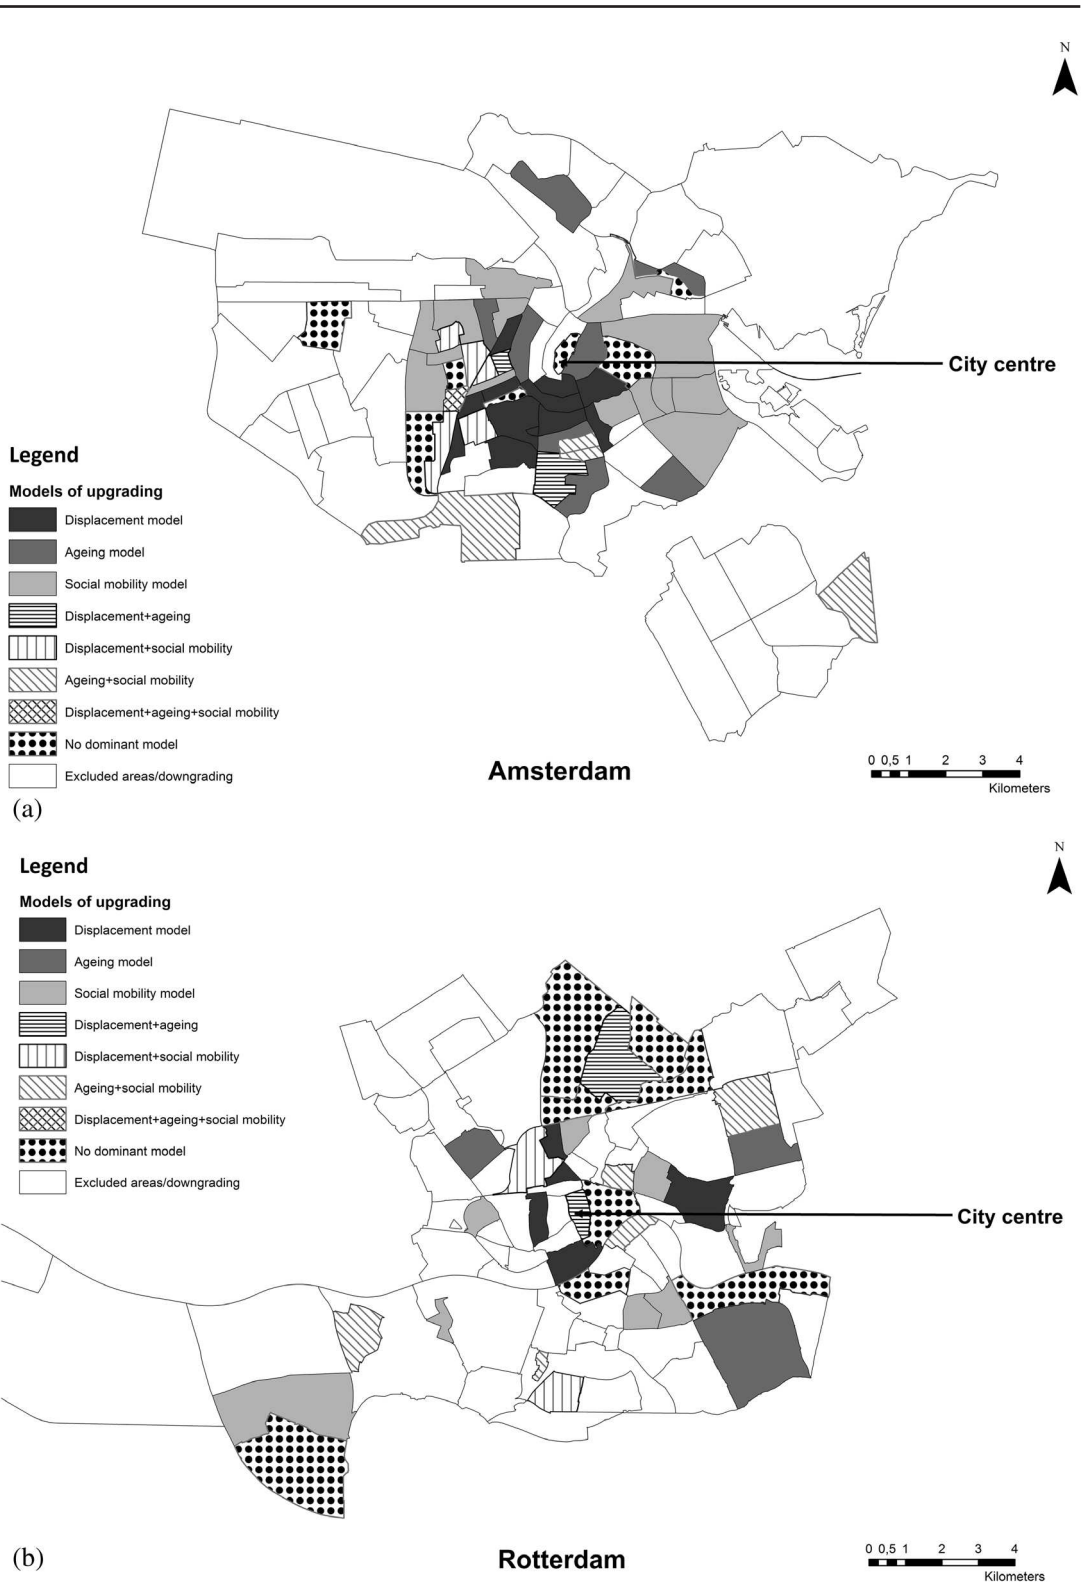 N
City centre
Legend
Models of upgrading
Displacement model
Ageing model
Social mobility model
Displacement+ageing
Displacement+social mobility
Ageing+social mobility
Displacement+ageing+social mobility
No dominant model
Excluded areas/downgrading
Amsterdam
0 0,5 1 2 3 4
Kilometers
(a)
N
Legend
Models of upgrading
Displacement model
Ageing model
Social mobility model
Displacement+ageing
Displacement+social mobility
Ageing+social mobility
Displacement+ageing+social mobility
No dominant model
Excluded areas/downgrading
City centre
(b)
Rotterdam
0 0,5 1 2 3 4
Kilometers